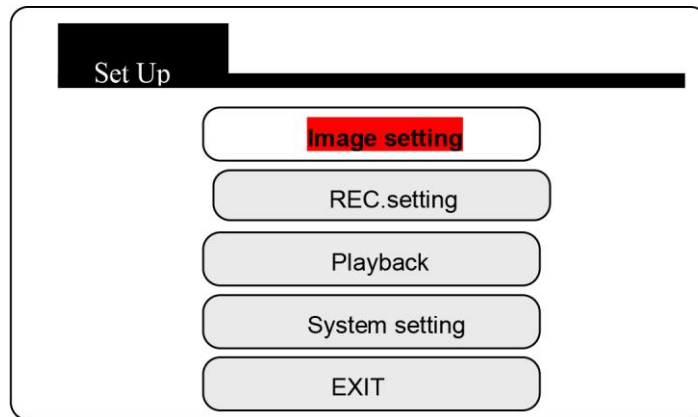 Set Up
Image setting
REC.setting
Playback
System setting
EXIT